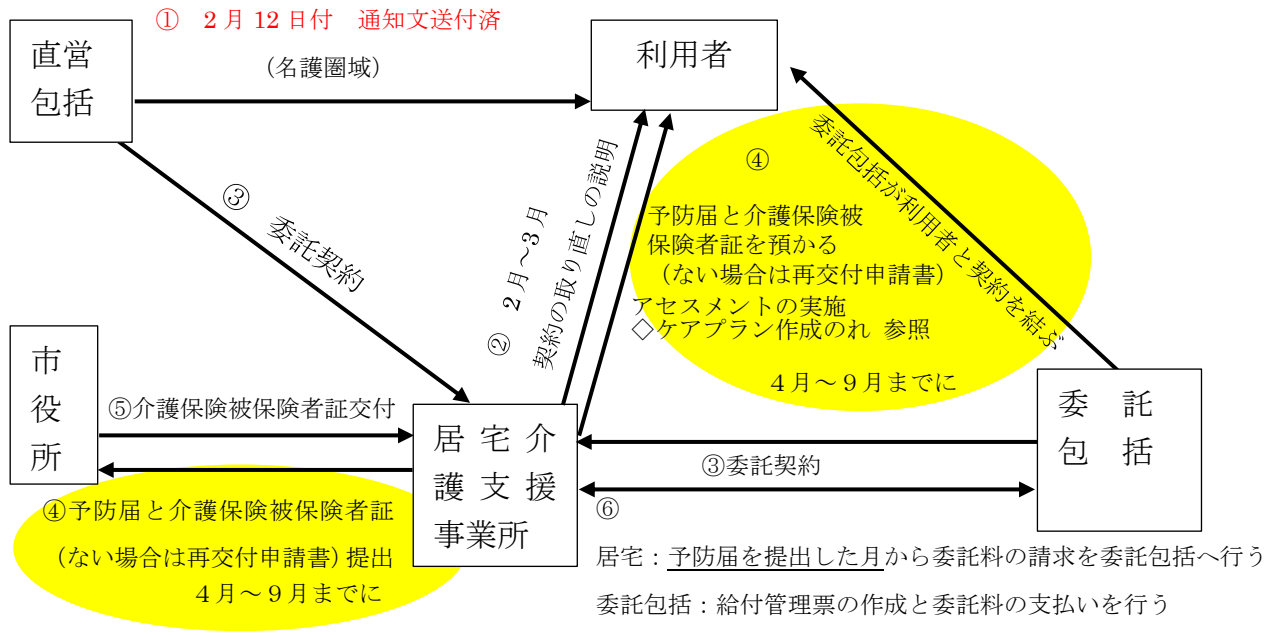 ① 2月12日付 通知文送付済
直営
包括
(名護圏域)
利用者
③ 委託契約
② 2月～3月
契約の取り直しの説明
④
予防届と介護保険被
保険者証を預かる
（ない場合は再交付申請書）
アセスメントの実施
◇ケアプラン作成のれ 参照
4月～9月までに
委託包括が利用者と契約を結ぶ
市
役
所
⑤介護保険被保険者証交付
居宅介
護支援
事業所
委託
包括
③委託契約
⑥
④予防届と介護保険被保険者証
（ない場合は再交付申請書）提出
4月～9月までに
居宅：予防届を提出した月から委託料の請求を委託包括へ行う
委託包括：給付管理票の作成と委託料の支払いを行う